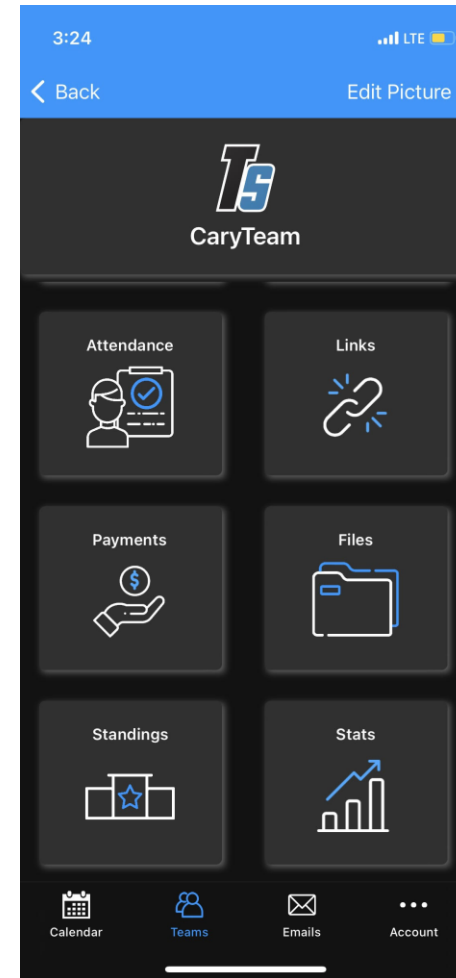 3:24 LTE
Back Edit Picture
TS
CaryTeam
Attendance Links
Payments Files
$
Standings Stats
Calendar Teams Emails Account